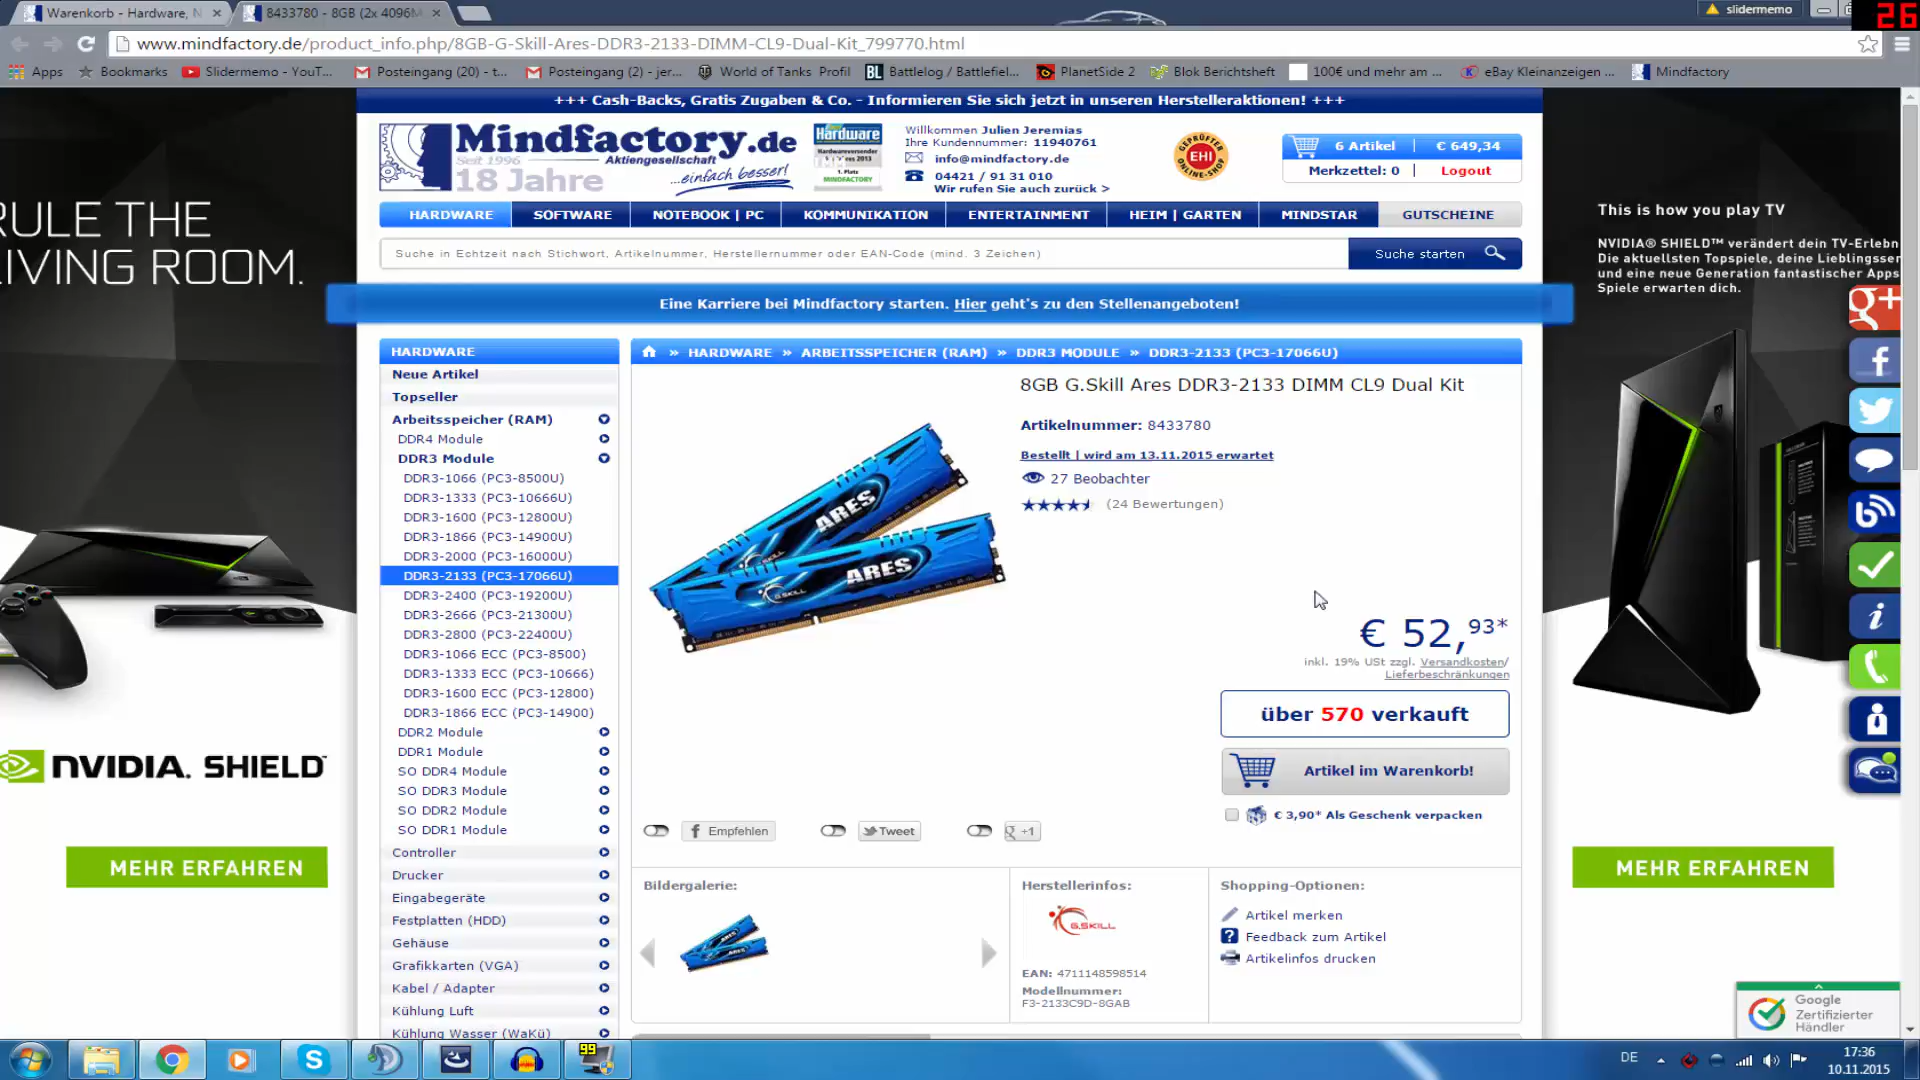 Warenkorb - Hardware, N
8433780 - 8GB (2x 4096M
slidermemo
26
www.mindfactory.de/product_info.php/8GB-G-Skill-Ares-DDR3-2133-DIMM-CL9-Dual-Kit_799770.html
Apps
Bookmarks
Slidermemo - YouT...
Posteingang (20) - t...
Posteingang (2) - jer...
World of Tanks Profil
Battlelog / Battlefiel...
PlanetSide 2
Blok Berichtsheft
100€ und mehr am ...
eBay Kleinanzeigen ...
Mindfactory
+++ Cash-Backs, Gratis Zugaben & Co. - Informieren Sie sich jetzt in unseren Herstelleraktionen! +++
Mindfactory.de
Seit 1996
Aktiengesellschaft
18 Jahre
...einfach besser!
Hardware
1. Platz
MINDFACTORY
Willkommen Julien Jeremias
Ihre Kundennummer: 11940761
info@mindfactory.de
04421 / 91 31 010
Wir rufen Sie auch zurück >
GEPRÜFTER
EHI
ONLINE-SHOP
6 Artikel | € 649,34
Merkzettel: 0 | Logout
HARDWARE
SOFTWARE
NOTEBOOK | PC
KOMMUNIKATION
ENTERTAINMENT
HEIM | GARTEN
MINDSTAR
GUTSCHEINE
Suche in Echtzeit nach Stichwort, Artikelnummer, Herstellernummer oder EAN-Code (mind. 3 Zeichen)
Suche starten
Eine Karriere bei Mindfactory starten. Hier geht's zu den Stellenangeboten!
RULE THE
LIVING ROOM.
NVIDIA. SHIELD™
MEHR ERFAHREN
HARDWARE
Neue Artikel
Topseller
Arbeitsspeicher (RAM)
DDR4 Module
DDR3 Module
DDR3-1066 (PC3-8500U)
DDR3-1333 (PC3-10666U)
DDR3-1600 (PC3-12800U)
DDR3-1866 (PC3-14900U)
DDR3-2000 (PC3-16000U)
DDR3-2133 (PC3-17066U)
DDR3-2400 (PC3-19200U)
DDR3-2666 (PC3-21300U)
DDR3-2800 (PC3-22400U)
DDR3-1066 ECC (PC3-8500)
DDR3-1333 ECC (PC3-10666)
DDR3-1600 ECC (PC3-12800)
DDR3-1866 ECC (PC3-14900)
DDR2 Module
DDR1 Module
SO DDR4 Module
SO DDR3 Module
SO DDR2 Module
SO DDR1 Module
Controller
Drucker
Eingabegeräte
Festplatten (HDD)
Gehäuse
Grafikkarten (VGA)
Kabel / Adapter
Kühlung Luft
Kühlung Wasser (WaKü)
» HARDWARE » ARBEITSSPEICHER (RAM) » DDR3 MODULE » DDR3-2133 (PC3-17066U)
8GB G.Skill Ares DDR3-2133 DIMM CL9 Dual Kit
Artikelnummer: 8433780
Bestellt | wird am 13.11.2015 erwartet
27 Beobachter
(24 Bewertungen)
ARES
ARES
G.SKILL
€ 52,93*
inkl. 19% USt zzgl. Versandkosten/
Lieferbeschränkungen
über 570 verkauft
Artikel im Warenkorb!
€ 3,90* Als Geschenk verpacken
Empfehlen
Tweet
+1
Bildergalerie:
Herstellerinfos:
G.SKILL
EAN: 4711148598514
Modellnummer:
F3-2133C9D-8GAB
Shopping-Optionen:
Artikel merken
Feedback zum Artikel
Artikelinfos drucken
This is how you play TV
NVIDIA® SHIELD™ verändert dein TV-Erlebn
Die aktuellsten Topspiele, deine Lieblingsser
und eine neue Generation fantastischer Apps
Spiele erwarten dich.
MEHR ERFAHREN
Google
Zertifizierter
Händler
99
DE
17:36
10.11.2015